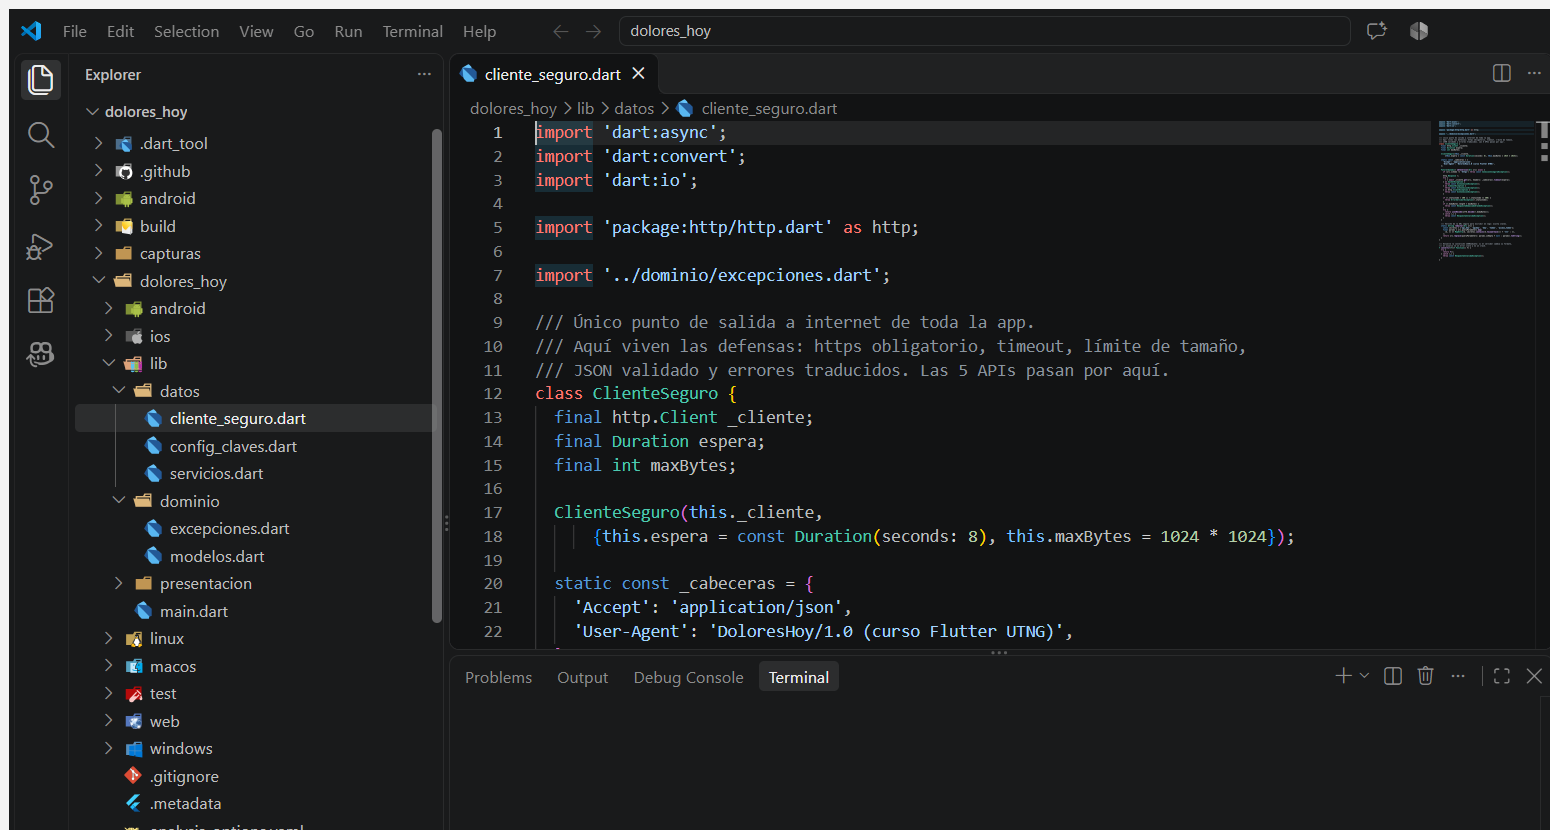 File Edit Selection View Go Run Terminal Help
dolores_hoy
Explorer
dolores_hoy
.dart_tool
.github
android
build
capturas
dolores_hoy
android
ios
lib
datos
cliente_seguro.dart
config_claves.dart
servicios.dart
dominio
excepciones.dart
modelos.dart
presentacion
main.dart
linux
macos
test
web
windows
.gitignore
.metadata
cliente_seguro.dart
dolores_hoy > lib > datos > cliente_seguro.dart
1 import 'dart:async';
2 import 'dart:convert';
3 import 'dart:io';
4
5 import 'package:http/http.dart' as http;
6
7 import '../dominio/excepciones.dart';
8
9 /// Único punto de salida a internet de toda la app.
10 /// Aquí viven las defensas: https obligatorio, timeout, límite de tamaño,
11 /// JSON validado y errores traducidos. Las 5 APIs pasan por aquí.
12 class ClienteSeguro {
13 final http.Client _cliente;
14 final Duration espera;
15 final int maxBytes;
16
17 ClienteSeguro(this._cliente,
18 {this.espera = const Duration(seconds: 8), this.maxBytes = 1024 * 1024});
19
20 static const _cabeceras = {
21 'Accept': 'application/json',
22 'User-Agent': 'DoloresHoy/1.0 (curso Flutter UTNG)',
Problems Output Debug Console Terminal